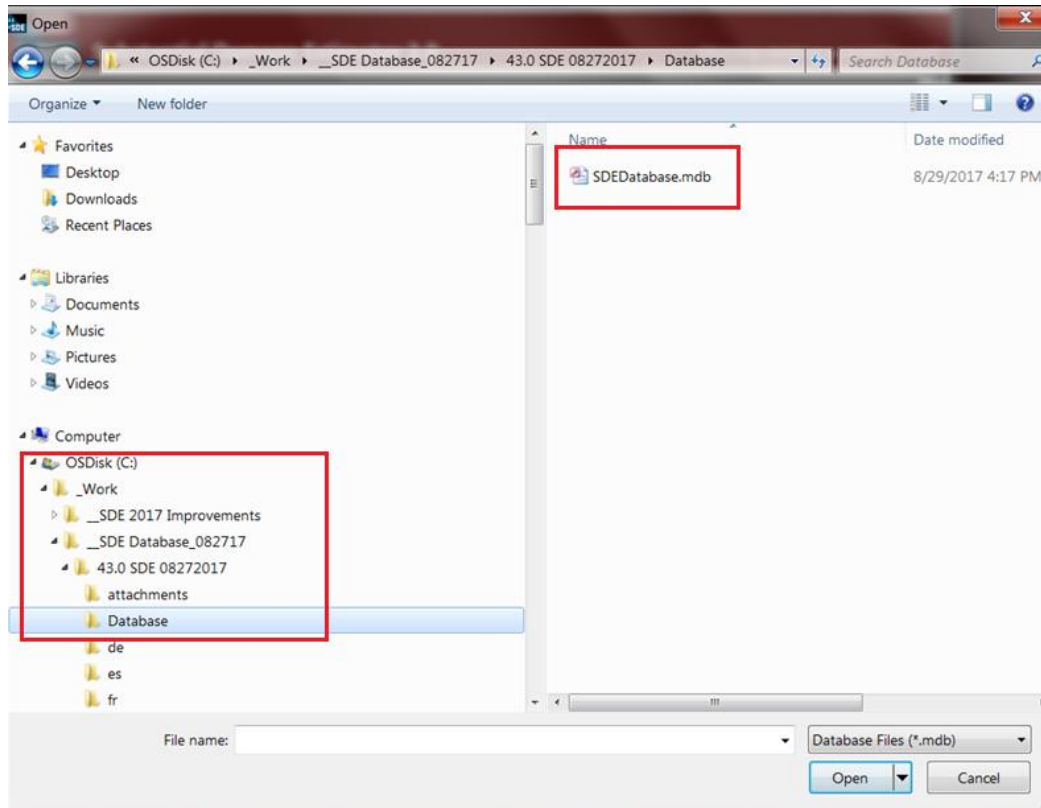 SDE Open
« OSDisk (C:) ▸ _Work ▸ __SDE Database_082717 ▸ 43.0 SDE 08272017 ▸ Database
Search Database
Organize
New folder
Favorites
Desktop
Downloads
Recent Places
Libraries
Documents
Music
Pictures
Videos
Computer
OSDisk (C:)
_Work
__SDE 2017 Improvements
__SDE Database_082717
43.0 SDE 08272017
attachments
Database
de
es
fr
Name
Date modified
SDEDatabase.mdb
8/29/2017 4:17 PM
File name:
Database Files (*.mdb)
Open
Cancel